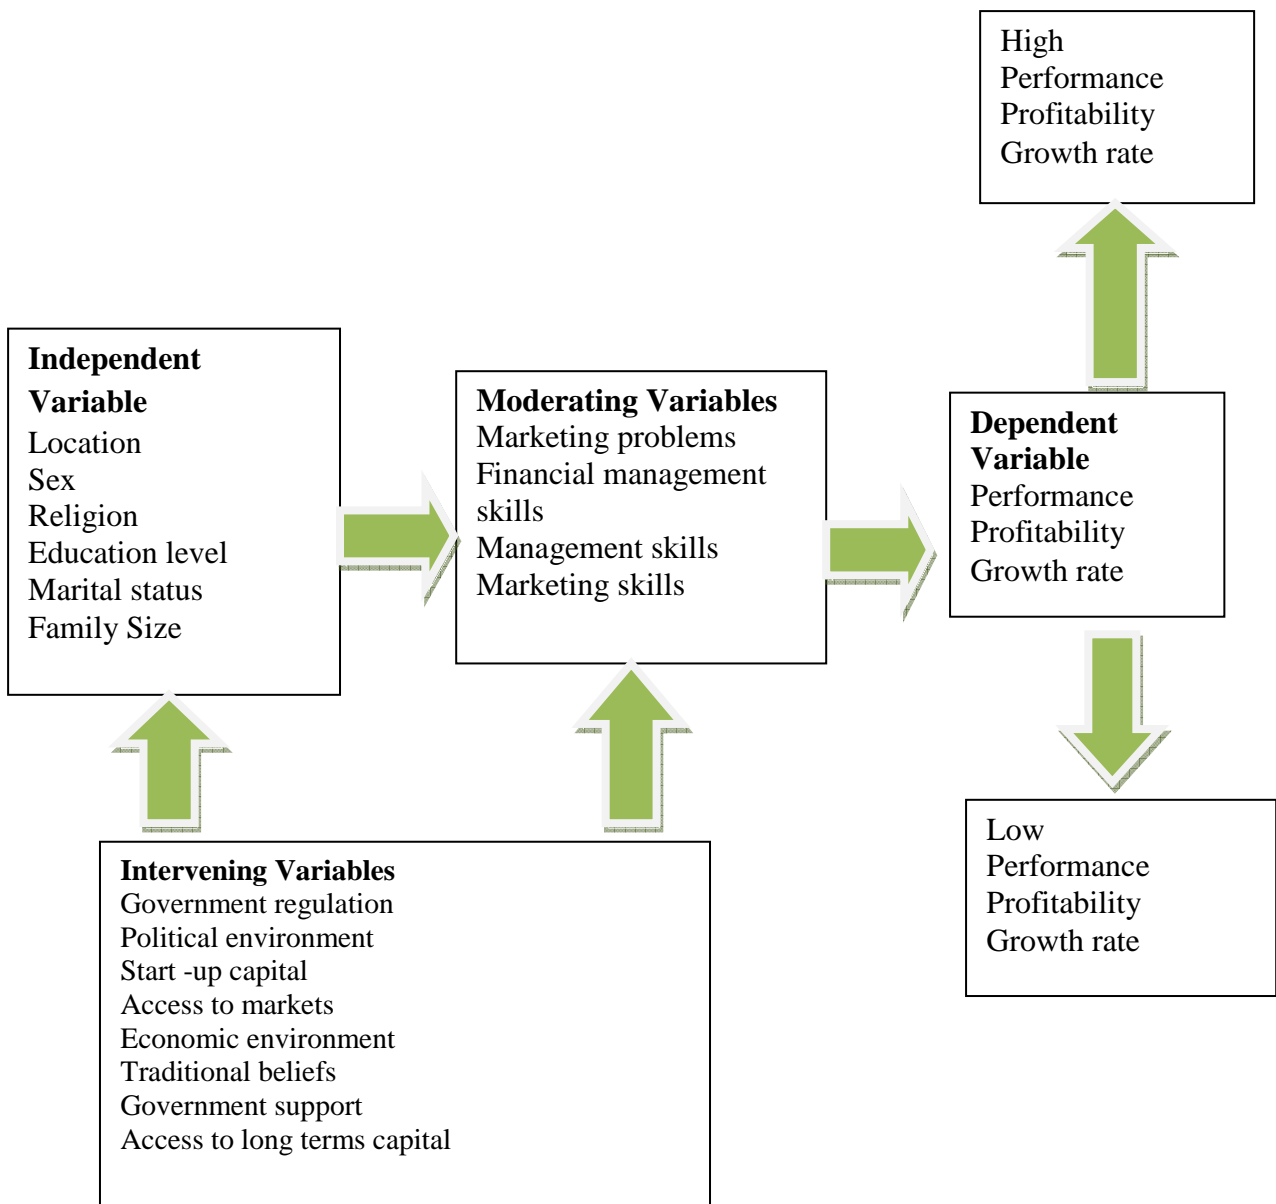 High
Performance
Profitability
Growth rate
Independent
Variable
Location
Sex
Religion
Education level
Marital status
Family Size
Moderating Variables
Marketing problems
Financial management
skills
Management skills
Marketing skills
Dependent
Variable
Performance
Profitability
Growth rate
Intervening Variables
Government regulation
Political environment
Start -up capital
Access to markets
Economic environment
Traditional beliefs
Government support
Access to long terms capital
Low
Performance
Profitability
Growth rate